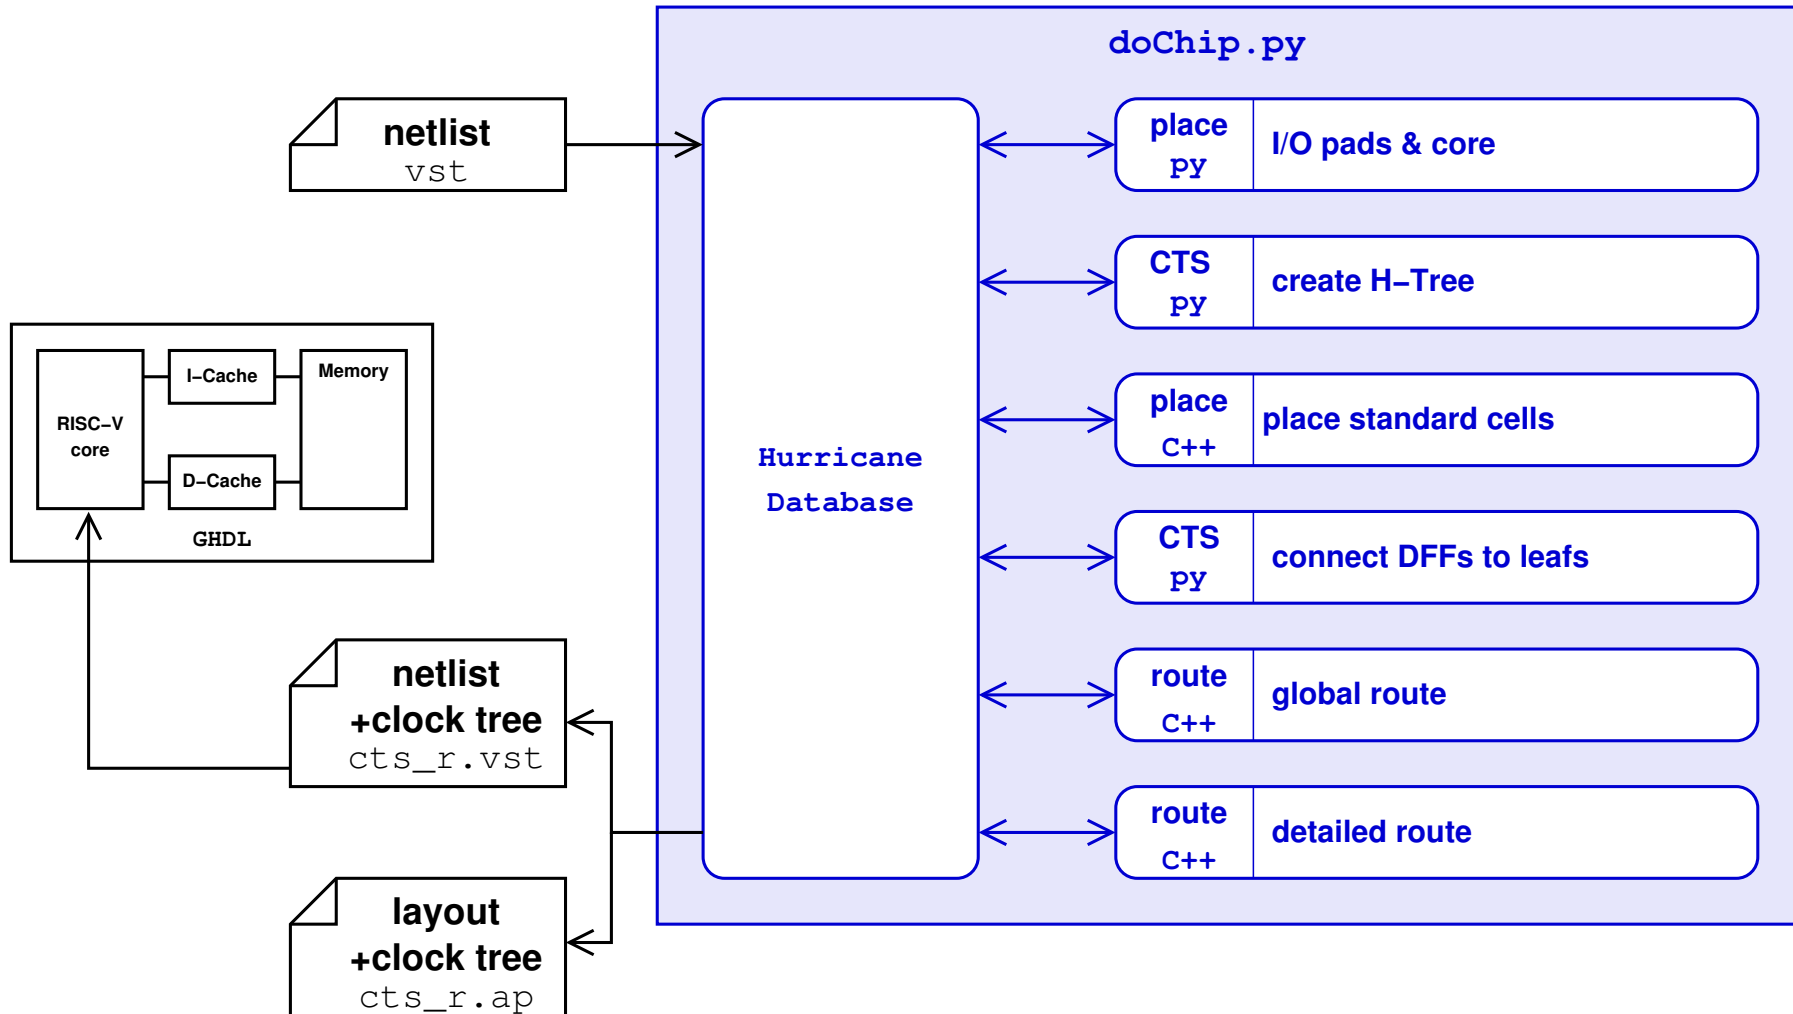 doChip.py
netlist
vst
place
py
I/O pads & core
CTS
py
create H–Tree
place
C++
place standard cells
Hurricane
Database
CTS
py
connect DFFs to leafs
route
C++
global route
route
C++
detailed route
RISC–V
core
I–Cache
D–Cache
Memory
GHDL
netlist
+clock tree
cts_r.vst
layout
+clock tree
cts_r.ap